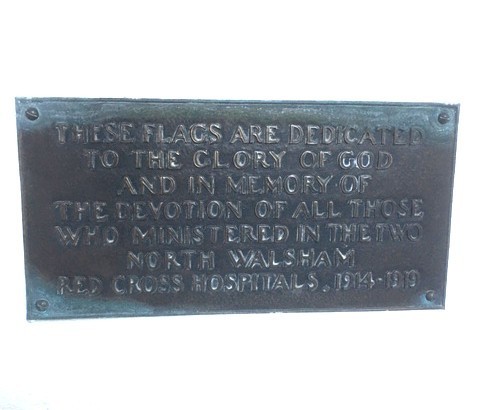 THESE FLAGS ARE DEDICATED
TO THE GLORY OF GOD
AND IN MEMORY OF
THE DEVOTION OF ALL THOSE
WHO MINISTERED IN THE TWO
NORTH WALSHAM
RED CROSS HOSPITALS, 1914-1919